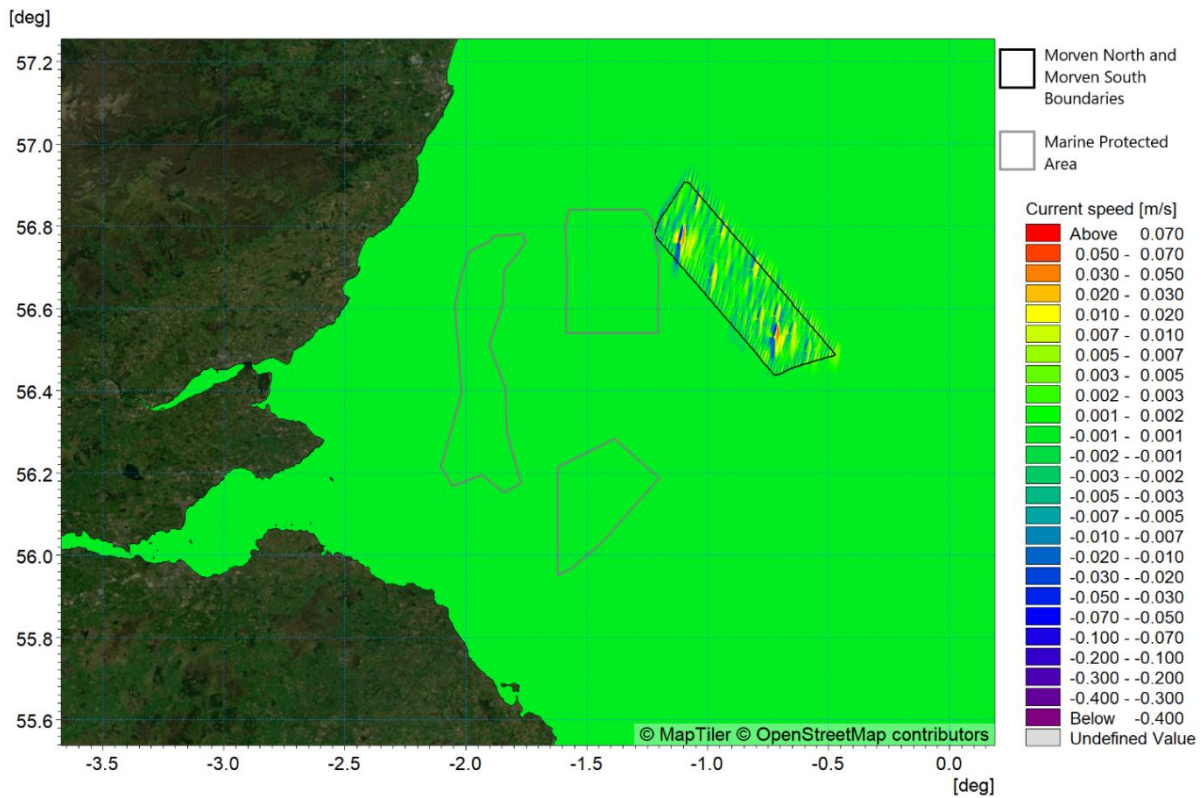 [deg]
57.2
57.0
56.8
56.6
56.4
56.2
56.0
55.8
55.6
-3.5
-3.0
-2.5
-2.0
-1.5
-1.0
-0.5
0.0
[deg]
© MapTiler © OpenStreetMap contributors
Morven North and
Morven South
Boundaries
Marine Protected
Area
Current speed [m/s]
Above 0.070
0.050 - 0.070
0.030 - 0.050
0.020 - 0.030
0.010 - 0.020
0.007 - 0.010
0.005 - 0.007
0.003 - 0.005
0.002 - 0.003
0.001 - 0.002
-0.001 - 0.001
-0.002 - -0.001
-0.003 - -0.002
-0.005 - -0.003
-0.007 - -0.005
-0.010 - -0.007
-0.020 - -0.010
-0.030 - -0.020
-0.050 - -0.030
-0.070 - -0.050
-0.100 - -0.070
-0.200 - -0.100
-0.300 - -0.200
-0.400 - -0.300
Below -0.400
Undefined Value